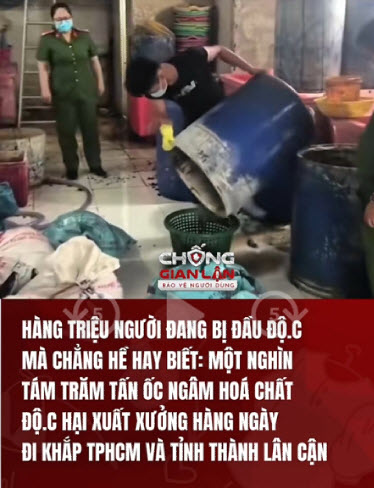 CHỐNG
GIAN LẬN
BẢO VỆ NGƯỜI DÙNG
5
5
HÀNG TRIỆU NGƯỜI ĐANG BỊ ĐẦU ĐỘ.C
MÀ CHẲNG HỀ HAY BIẾT: MỘT NGHÌN
TÁM TRĂM TẤN ỐC NGÂM HOÁ CHẤT
ĐỘ.C HẠI XUẤT XƯỞNG HÀNG NGÀY
ĐI KHẮP TPHCM VÀ TỈNH THÀNH LÂN CẬN